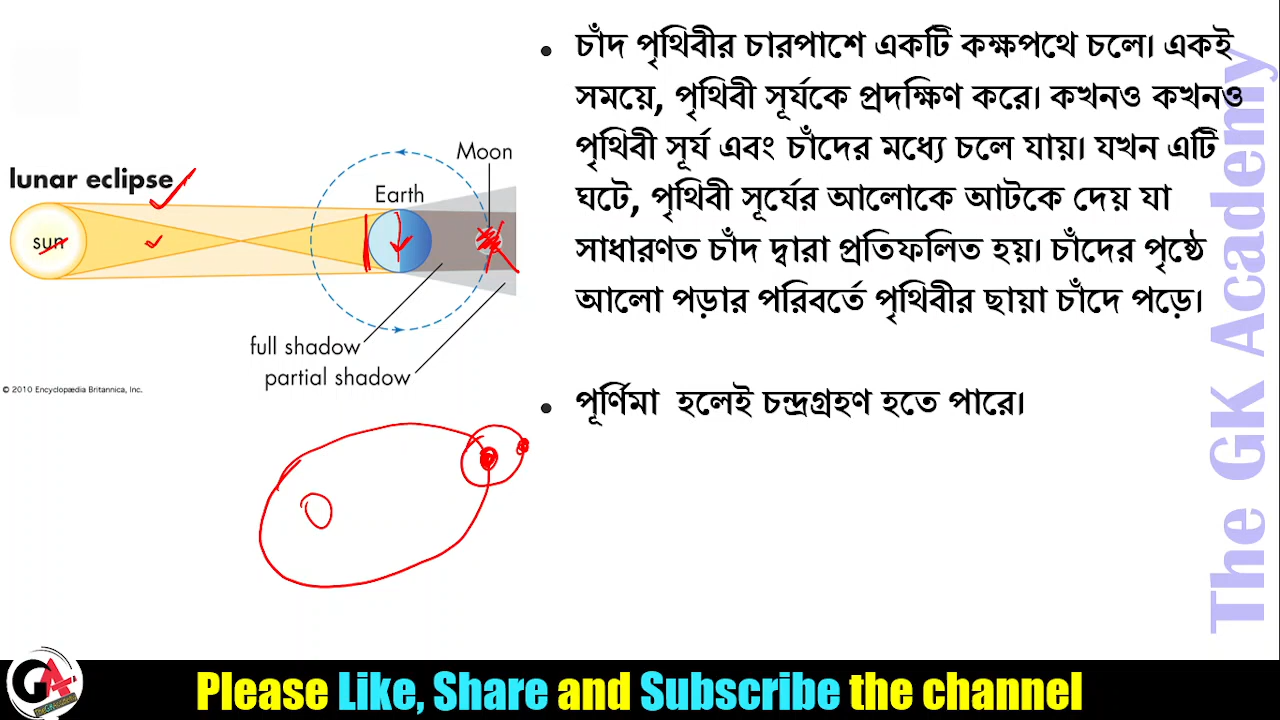 চাঁদ পৃথিবীর চারপাশে একটি কক্ষপথে চলে। একই
সময়ে, পৃথিবী সূর্যকে প্রদক্ষিণ করে। কখনও কখনও
পৃথিবী সূর্য এবং চাঁদের মধ্যে চলে যায়। যখন এটি
ঘটে, পৃথিবী সূর্যের আলোকে আটকে দেয় যা
সাধারণত চাঁদ দ্বারা প্রতিফলিত হয়। চাঁদের পৃষ্ঠে
আলো পড়ার পরিবর্তে পৃথিবীর ছায়া চাঁদে পড়ে।
পূর্ণিমা হলেই চন্দ্রগ্রহণ হতে পারে।
lunar eclipse
sun
Earth
Moon
full shadow
partial shadow
© 2010 Encyclopædia Britannica, Inc.
The GK Academy
GA
Please Like, Share and Subscribe the channel